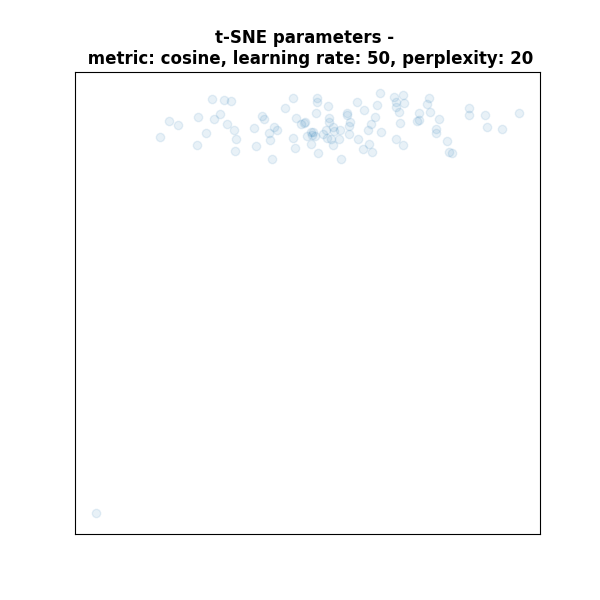 t-SNE parameters -
metric: cosine, learning rate: 50, perplexity: 20